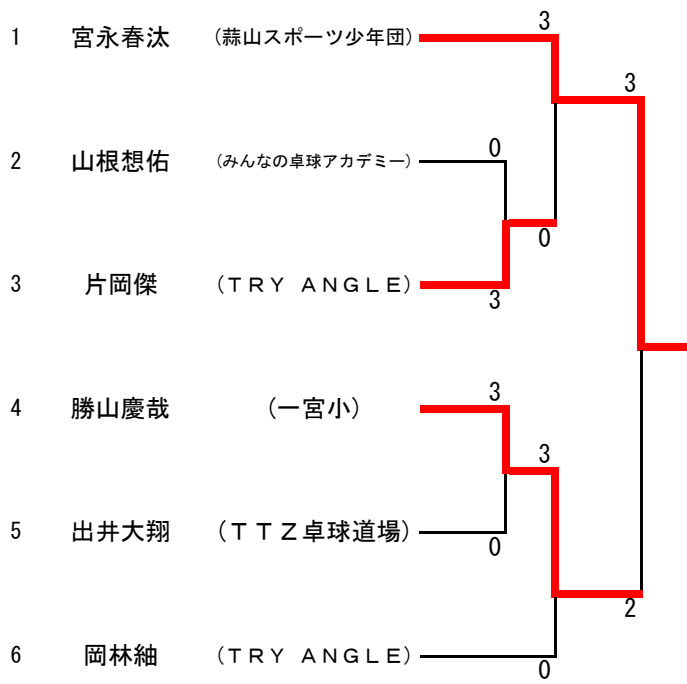 3
1 宮永春汰 (蒜山スポーツ少年団)
3
0
2 山根想佑 (みんなの卓球アカデミー)
0
3 片岡傑 (ＴＲＹ ＡＮＧＬＥ)
3
3
4 勝山慶哉 (一宮小)
3
5 出井大翔 (ＴＴＺ卓球道場)
0
2
6 岡林紬 (ＴＲＹ ＡＮＧＬＥ)
0